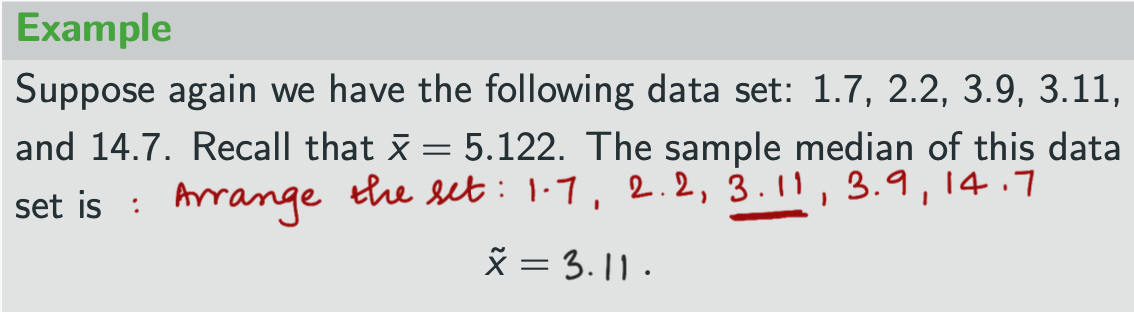 Example
Suppose again we have the following data set: 1.7, 2.2, 3.9, 3.11,
and 14.7. Recall that x̄ = 5.122. The sample median of this data
set is : Arrange the set: 1.7, 2.2, 3.11, 3.9, 14.7
x̃ = 3.11.